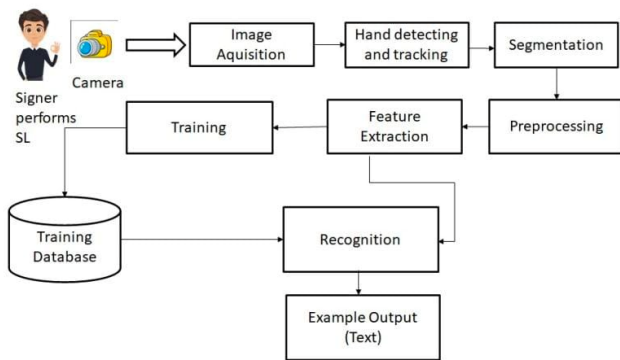 Signer
performs
SL
Camera
Image
Aquisition
Hand detecting
and tracking
Segmentation
Preprocessing
Feature
Extraction
Training
Training
Database
Recognition
Example Output
(Text)